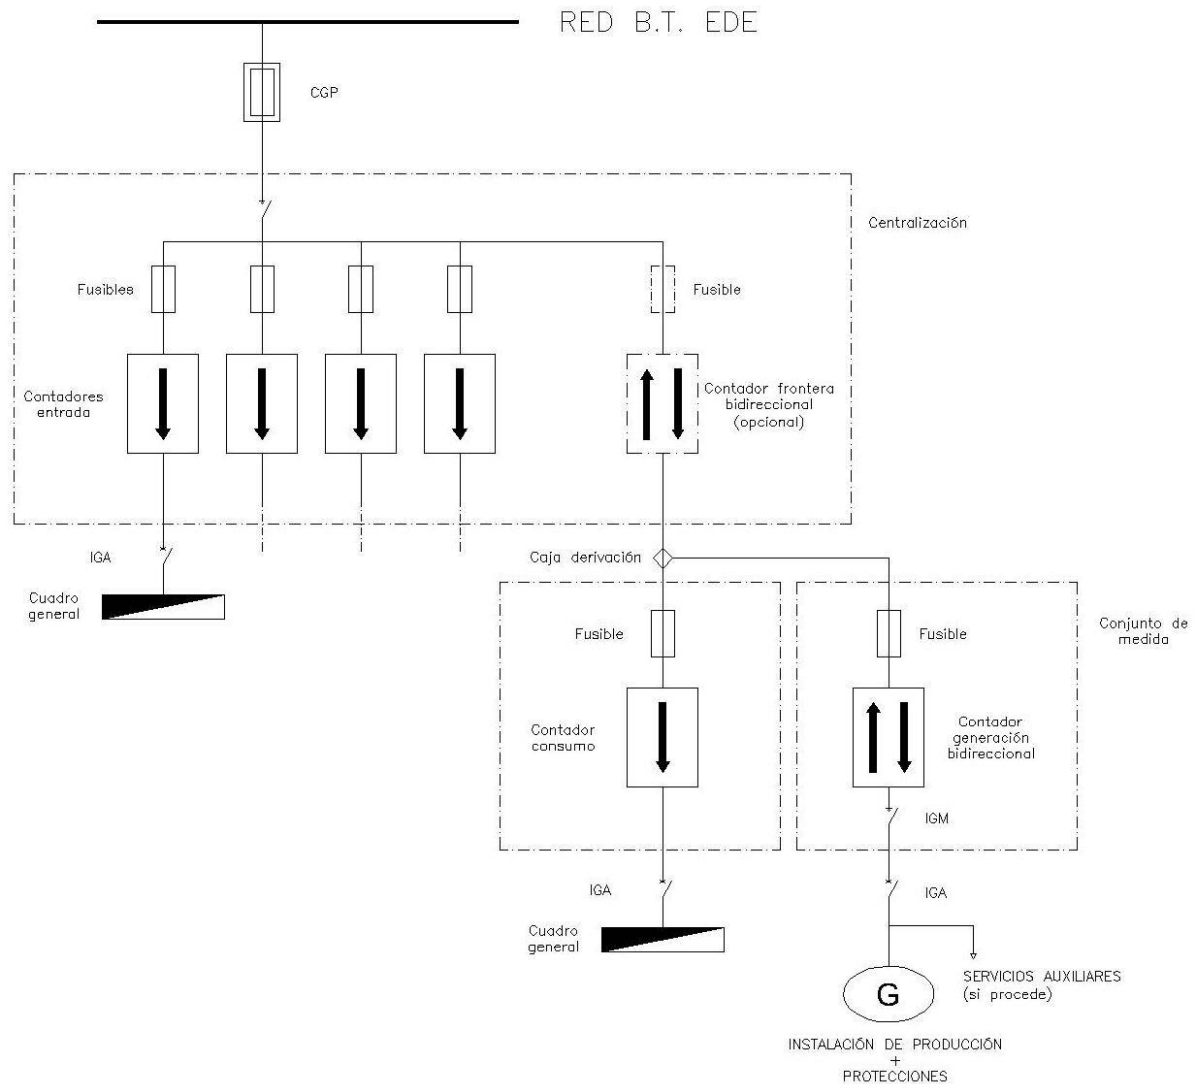 RED B.T. EDE
CGP
Centralización
Fusibles
Fusible
Contadores
entrada
Contador frontera
bidireccional
(opcional)
IGA
Caja derivación
Cuadro
general
Fusible
Fusible
Conjunto de
medida
Contador
consumo
Contador
generación
bidireccional
IGM
IGA
IGA
Cuadro
general
SERVICIOS AUXILIARES
(si procede)
G
INSTALACIÓN DE PRODUCCIÓN
+
PROTECCIONES